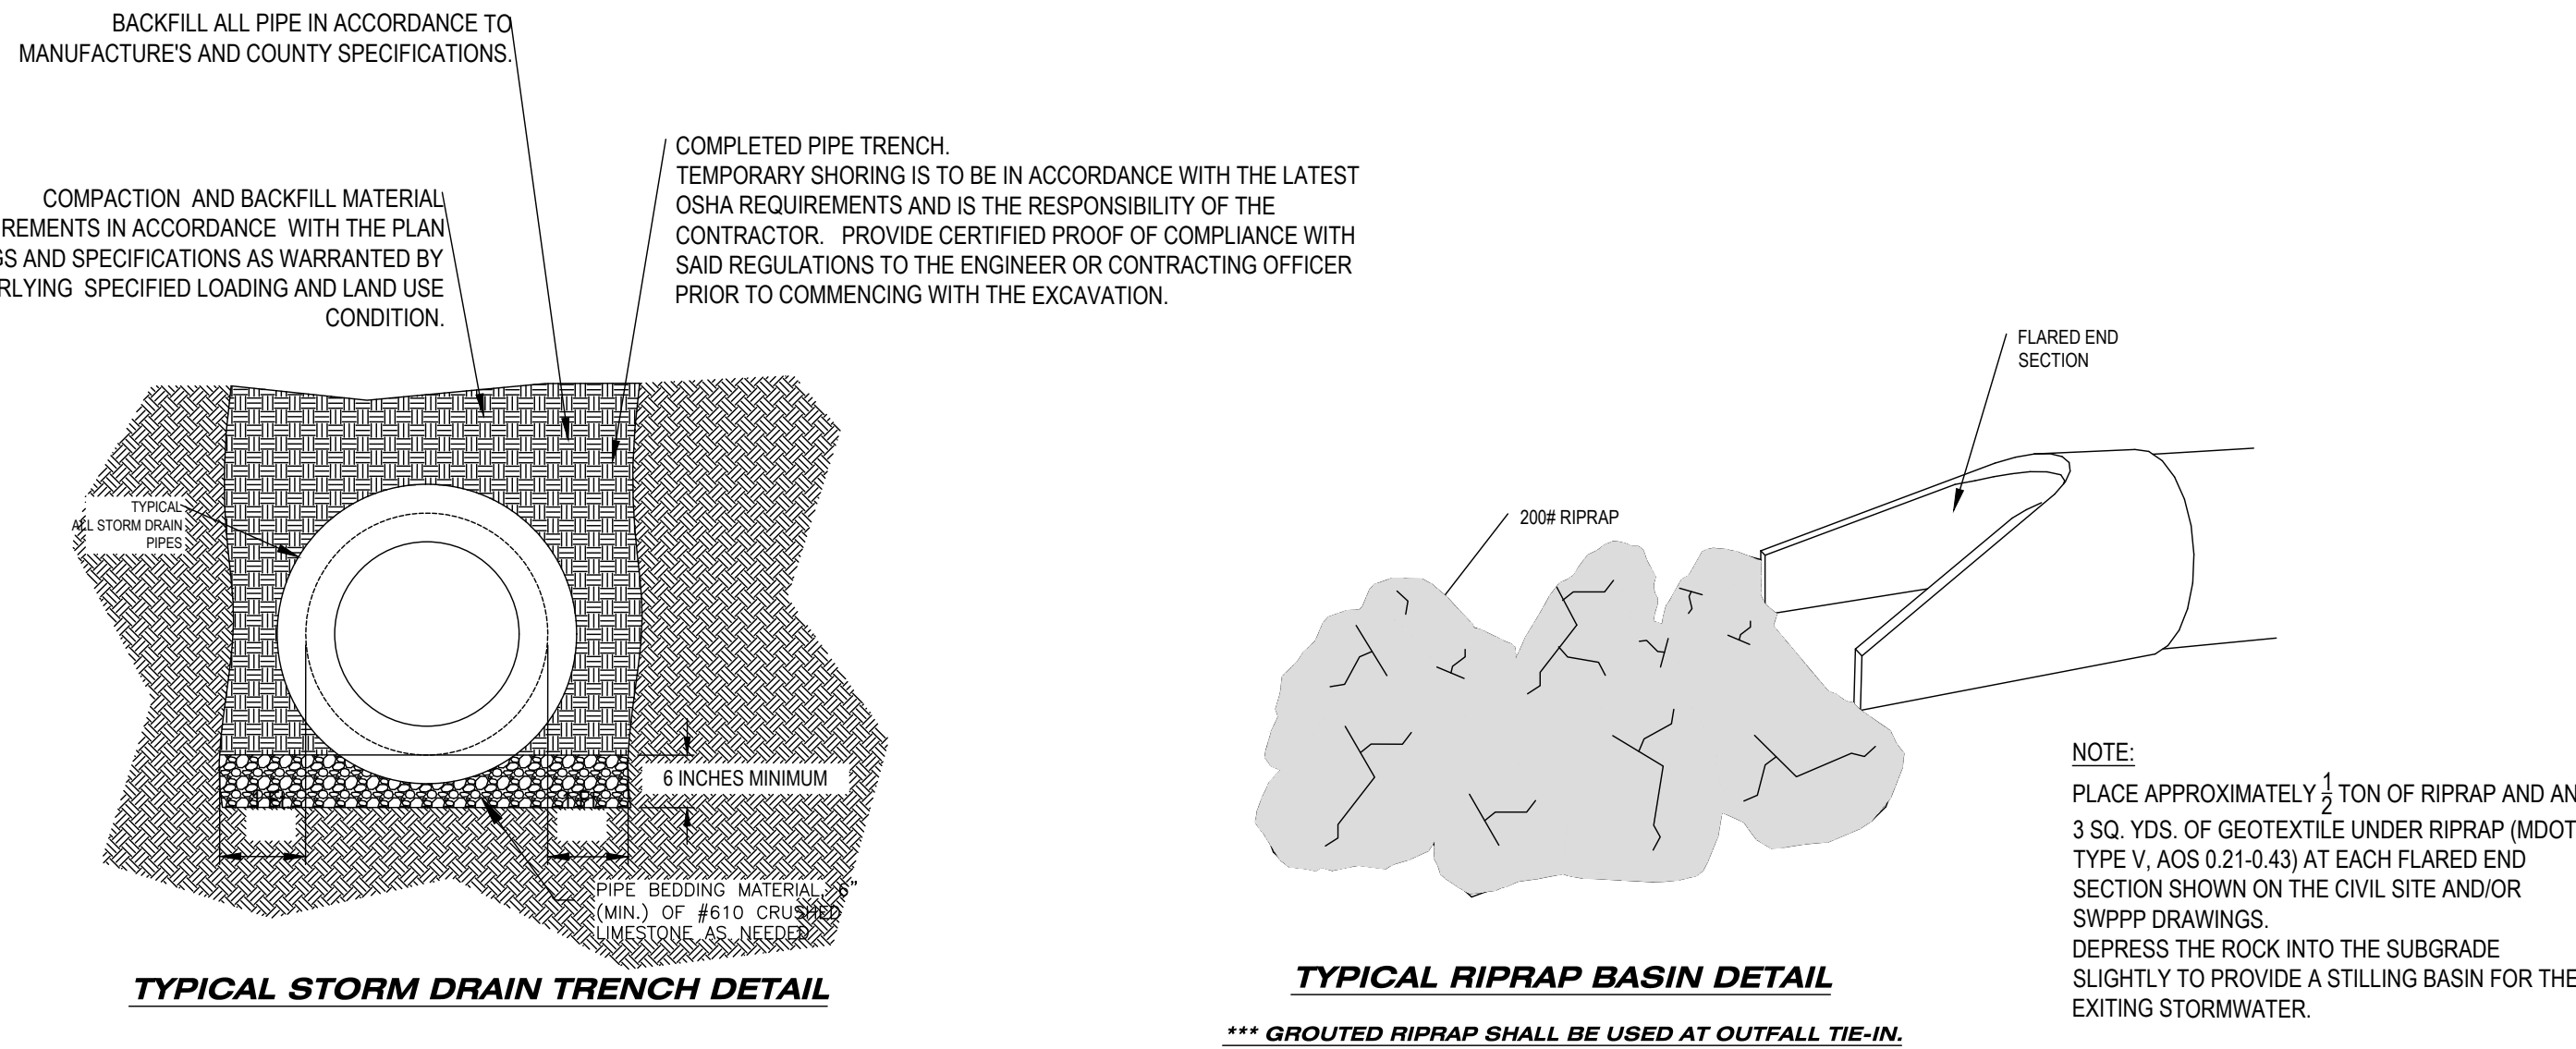 BACKFILL ALL PIPE IN ACCORDANCE TO
MANUFACTURE'S AND COUNTY SPECIFICATIONS.
COMPACTION AND BACKFILL MATERIAL
REMENTS IN ACCORDANCE WITH THE PLAN
GS AND SPECIFICATIONS AS WARRANTED BY
RLYING SPECIFIED LOADING AND LAND USE
CONDITION.
COMPLETED PIPE TRENCH.
TEMPORARY SHORING IS TO BE IN ACCORDANCE WITH THE LATEST
OSHA REQUIREMENTS AND IS THE RESPONSIBILITY OF THE
CONTRACTOR. PROVIDE CERTIFIED PROOF OF COMPLIANCE WITH
SAID REGULATIONS TO THE ENGINEER OR CONTRACTING OFFICER
PRIOR TO COMMENCING WITH THE EXCAVATION.
TYPICAL
ALL STORM DRAIN
PIPES
6 INCHES MINIMUM
PIPE BEDDING MATERIAL, 6"
(MIN.) OF #610 CRUSHED
LIMESTONE AS NEEDED
TYPICAL STORM DRAIN TRENCH DETAIL
FLARED END
SECTION
200# RIPRAP
TYPICAL RIPRAP BASIN DETAIL
*** GROUTED RIPRAP SHALL BE USED AT OUTFALL TIE-IN.
NOTE:
PLACE APPROXIMATELY 1/2 TON OF RIPRAP AND AN
3 SQ. YDS. OF GEOTEXTILE UNDER RIPRAP (MDOT
TYPE V, AOS 0.21-0.43) AT EACH FLARED END
SECTION SHOWN ON THE CIVIL SITE AND/OR
SWPPP DRAWINGS.
DEPRESS THE ROCK INTO THE SUBGRADE
SLIGHTLY TO PROVIDE A STILLING BASIN FOR THE
EXITING STORMWATER.